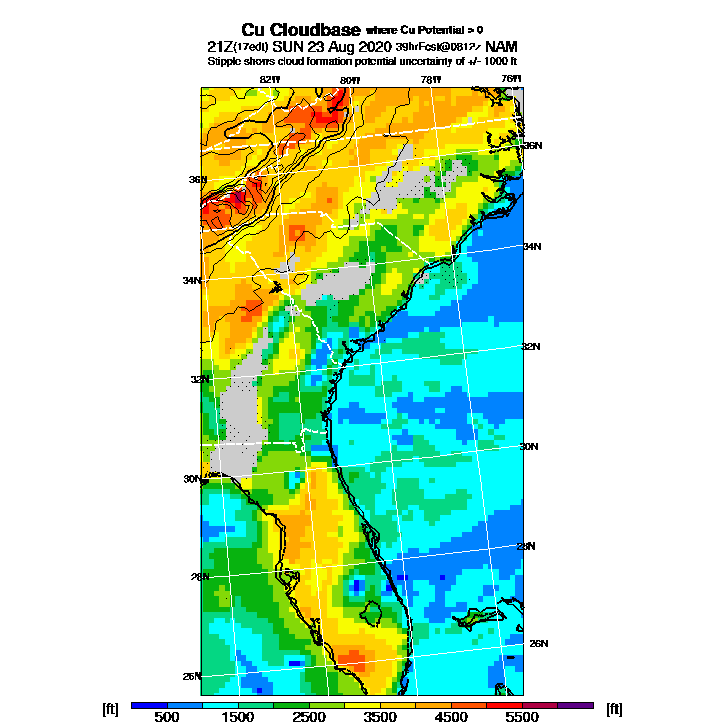 Cu Cloudbase where Cu Potential > 0
21Z(17edt) SUN 23 Aug 2020 39hrFcst@0812z NAM
Stipple shows cloud formation potential uncertainty of +/- 1000 ft
82W 80W 78W 76W
36N
36N
34N
34N
32N
32N
30N
30N
28N
28N
26N
26N
[ft] [ft]
500 1500 2500 3500 4500 5500